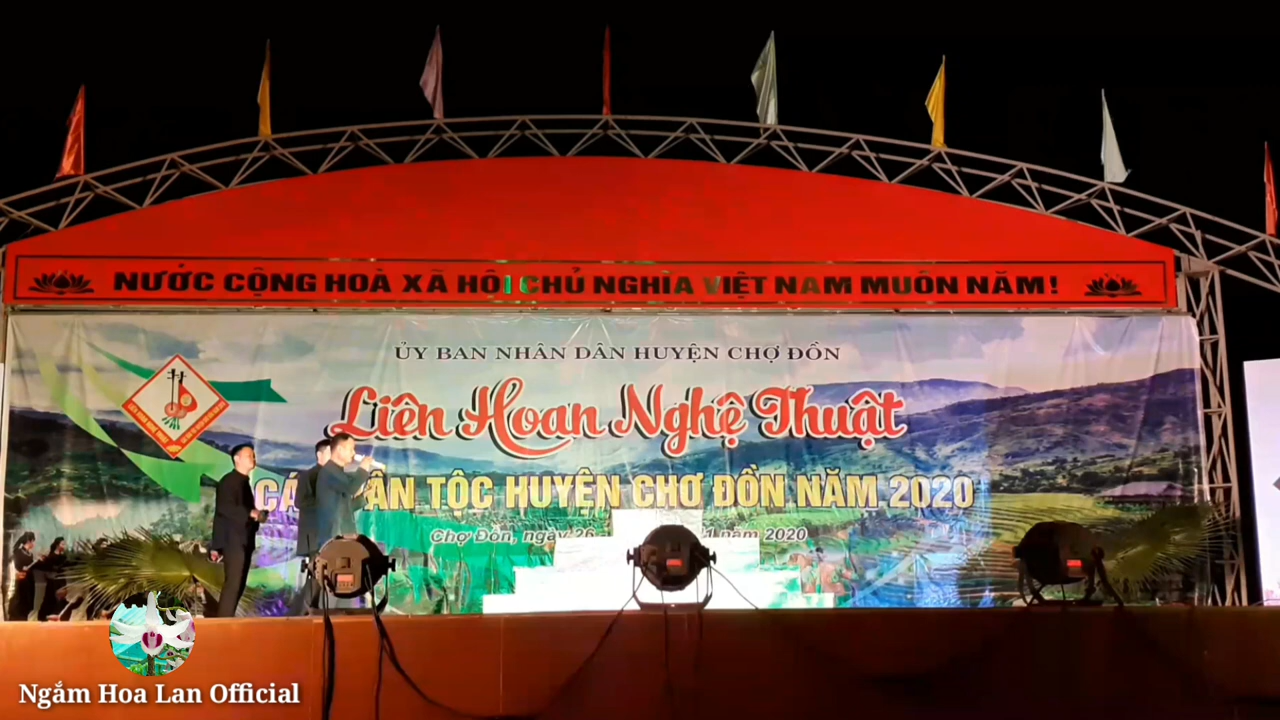 NƯỚC CỘNG HOÀ XÃ HỘI CHỦ NGHĨA VIỆT NAM MUÔN NĂM!
ỦY BAN NHÂN DÂN HUYỆN CHỢ ĐỒN
Liên Hoan Nghệ Thuật
TỘC HUYỆN CHỢ ĐỒN NĂM 2020
Chợ Đồn, ngày 26 năm 2020
Ngắm Hoa Lan Official